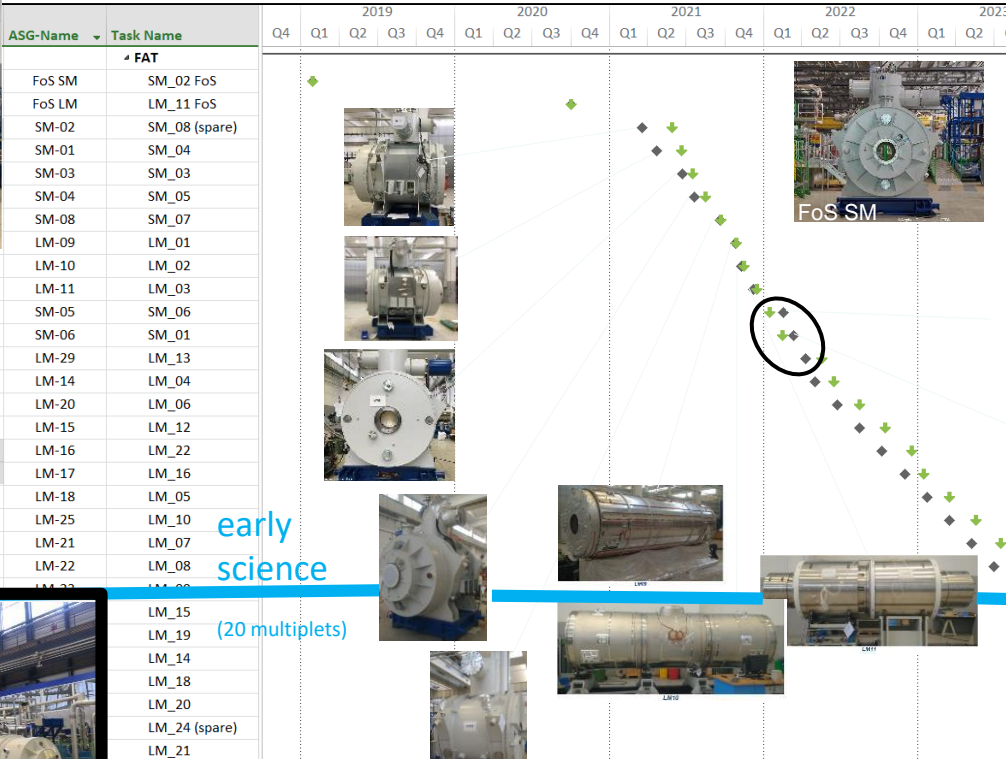 2019 2020 2021 2022 2023
ASG-Name Task Name Q4 Q1 Q2 Q3 Q4 Q1 Q2 Q3 Q4 Q1 Q2 Q3 Q4 Q1 Q2 Q3 Q4 Q1 Q2
FAT
FoS SM SM_02 FoS
FoS LM LM_11 FoS
SM-02 SM_08 (spare)
SM-01 SM_04
SM-03 SM_03
SM-04 SM_05
SM-08 SM_07
LM-09 LM_01
LM-10 LM_02
LM-11 LM_03
SM-05 SM_06
SM-06 SM_01
LM-29 LM_13
LM-14 LM_04
LM-20 LM_06
LM-15 LM_12
LM-16 LM_22
LM-17 LM_16
LM-18 LM_05
LM-25 LM_10
LM-21 LM_07
LM-22 LM_08
LM_15
LM_19
LM_14
LM_18
LM_20
LM_24 (spare)
LM_21
early
science
(20 multiplets)
FoS SM
LM9
LM11
LM10